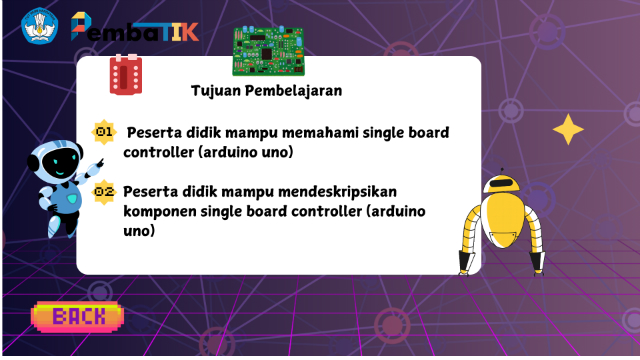 PembaTIK
Tujuan Pembelajaran
01 Peserta didik mampu memahami single board
controller (arduino uno)
02 Peserta didik mampu mendeskripsikan
komponen single board controller (arduino
uno)
BACK